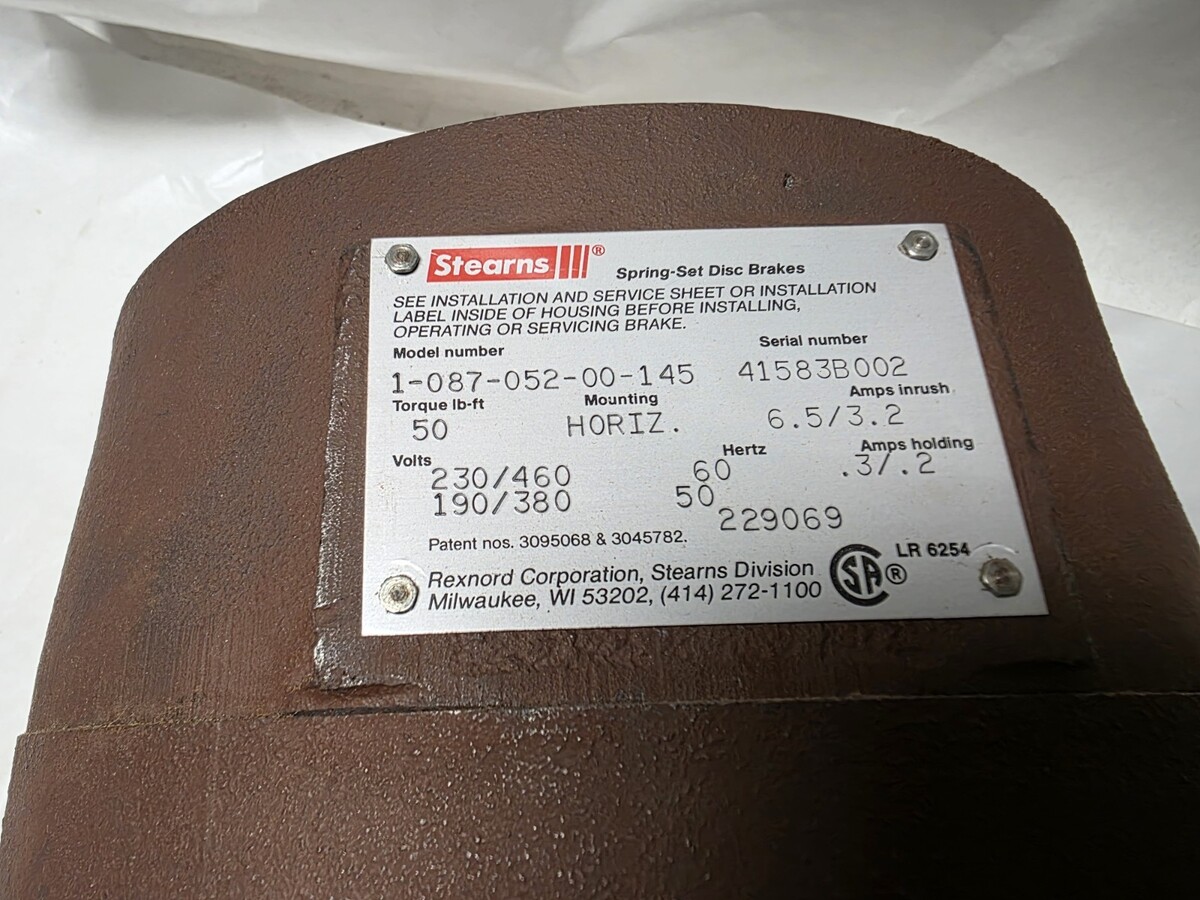 Stearns ®
Spring-Set Disc Brakes
SEE INSTALLATION AND SERVICE SHEET OR INSTALLATION
LABEL INSIDE OF HOUSING BEFORE INSTALLING,
OPERATING OR SERVICING BRAKE.
Model number Serial number
1-087-052-00-145 41583B002
Torque lb-ft Mounting Amps inrush
50 HORIZ. 6.5/3.2
Volts Hertz Amps holding
230/460 60 .3/.2
190/380 50
229069
Patent nos. 3095068 & 3045782.
Rexnord Corporation, Stearns Division
Milwaukee, WI 53202, (414) 272-1100
SA ® LR 6254